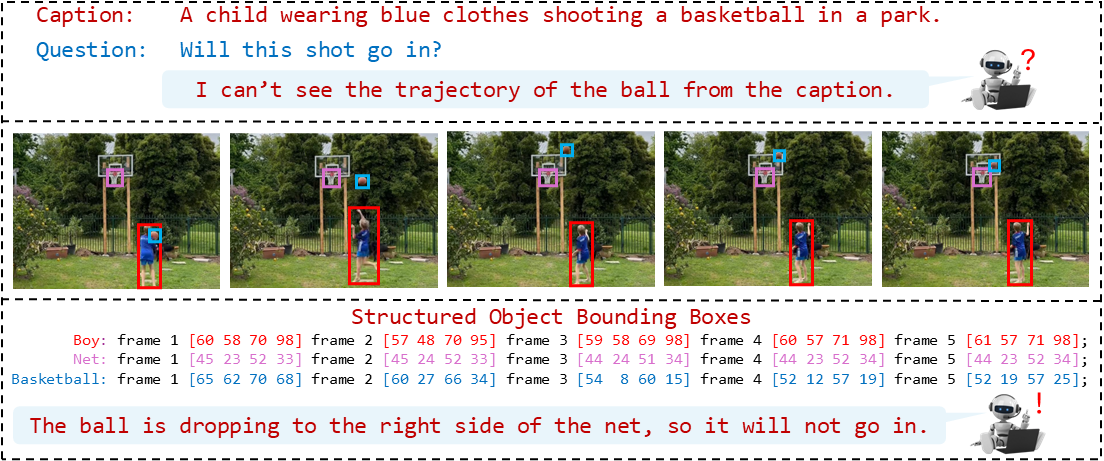 Caption: A child wearing blue clothes shooting a basketball in a park.
Question: Will this shot go in?
?
I can't see the trajectory of the ball from the caption.
Structured Object Bounding Boxes
Boy: frame 1 [60 58 70 98] frame 2 [57 48 70 95] frame 3 [59 58 69 98] frame 4 [60 57 71 98] frame 5 [61 57 71 98];
Net: frame 1 [45 23 52 33] frame 2 [45 24 52 33] frame 3 [44 24 51 34] frame 4 [44 23 52 34] frame 5 [44 23 52 34];
Basketball: frame 1 [65 62 70 68] frame 2 [60 27 66 34] frame 3 [54 8 60 15] frame 4 [52 12 57 19] frame 5 [52 19 57 25];
!
The ball is dropping to the right side of the net, so it will not go in.